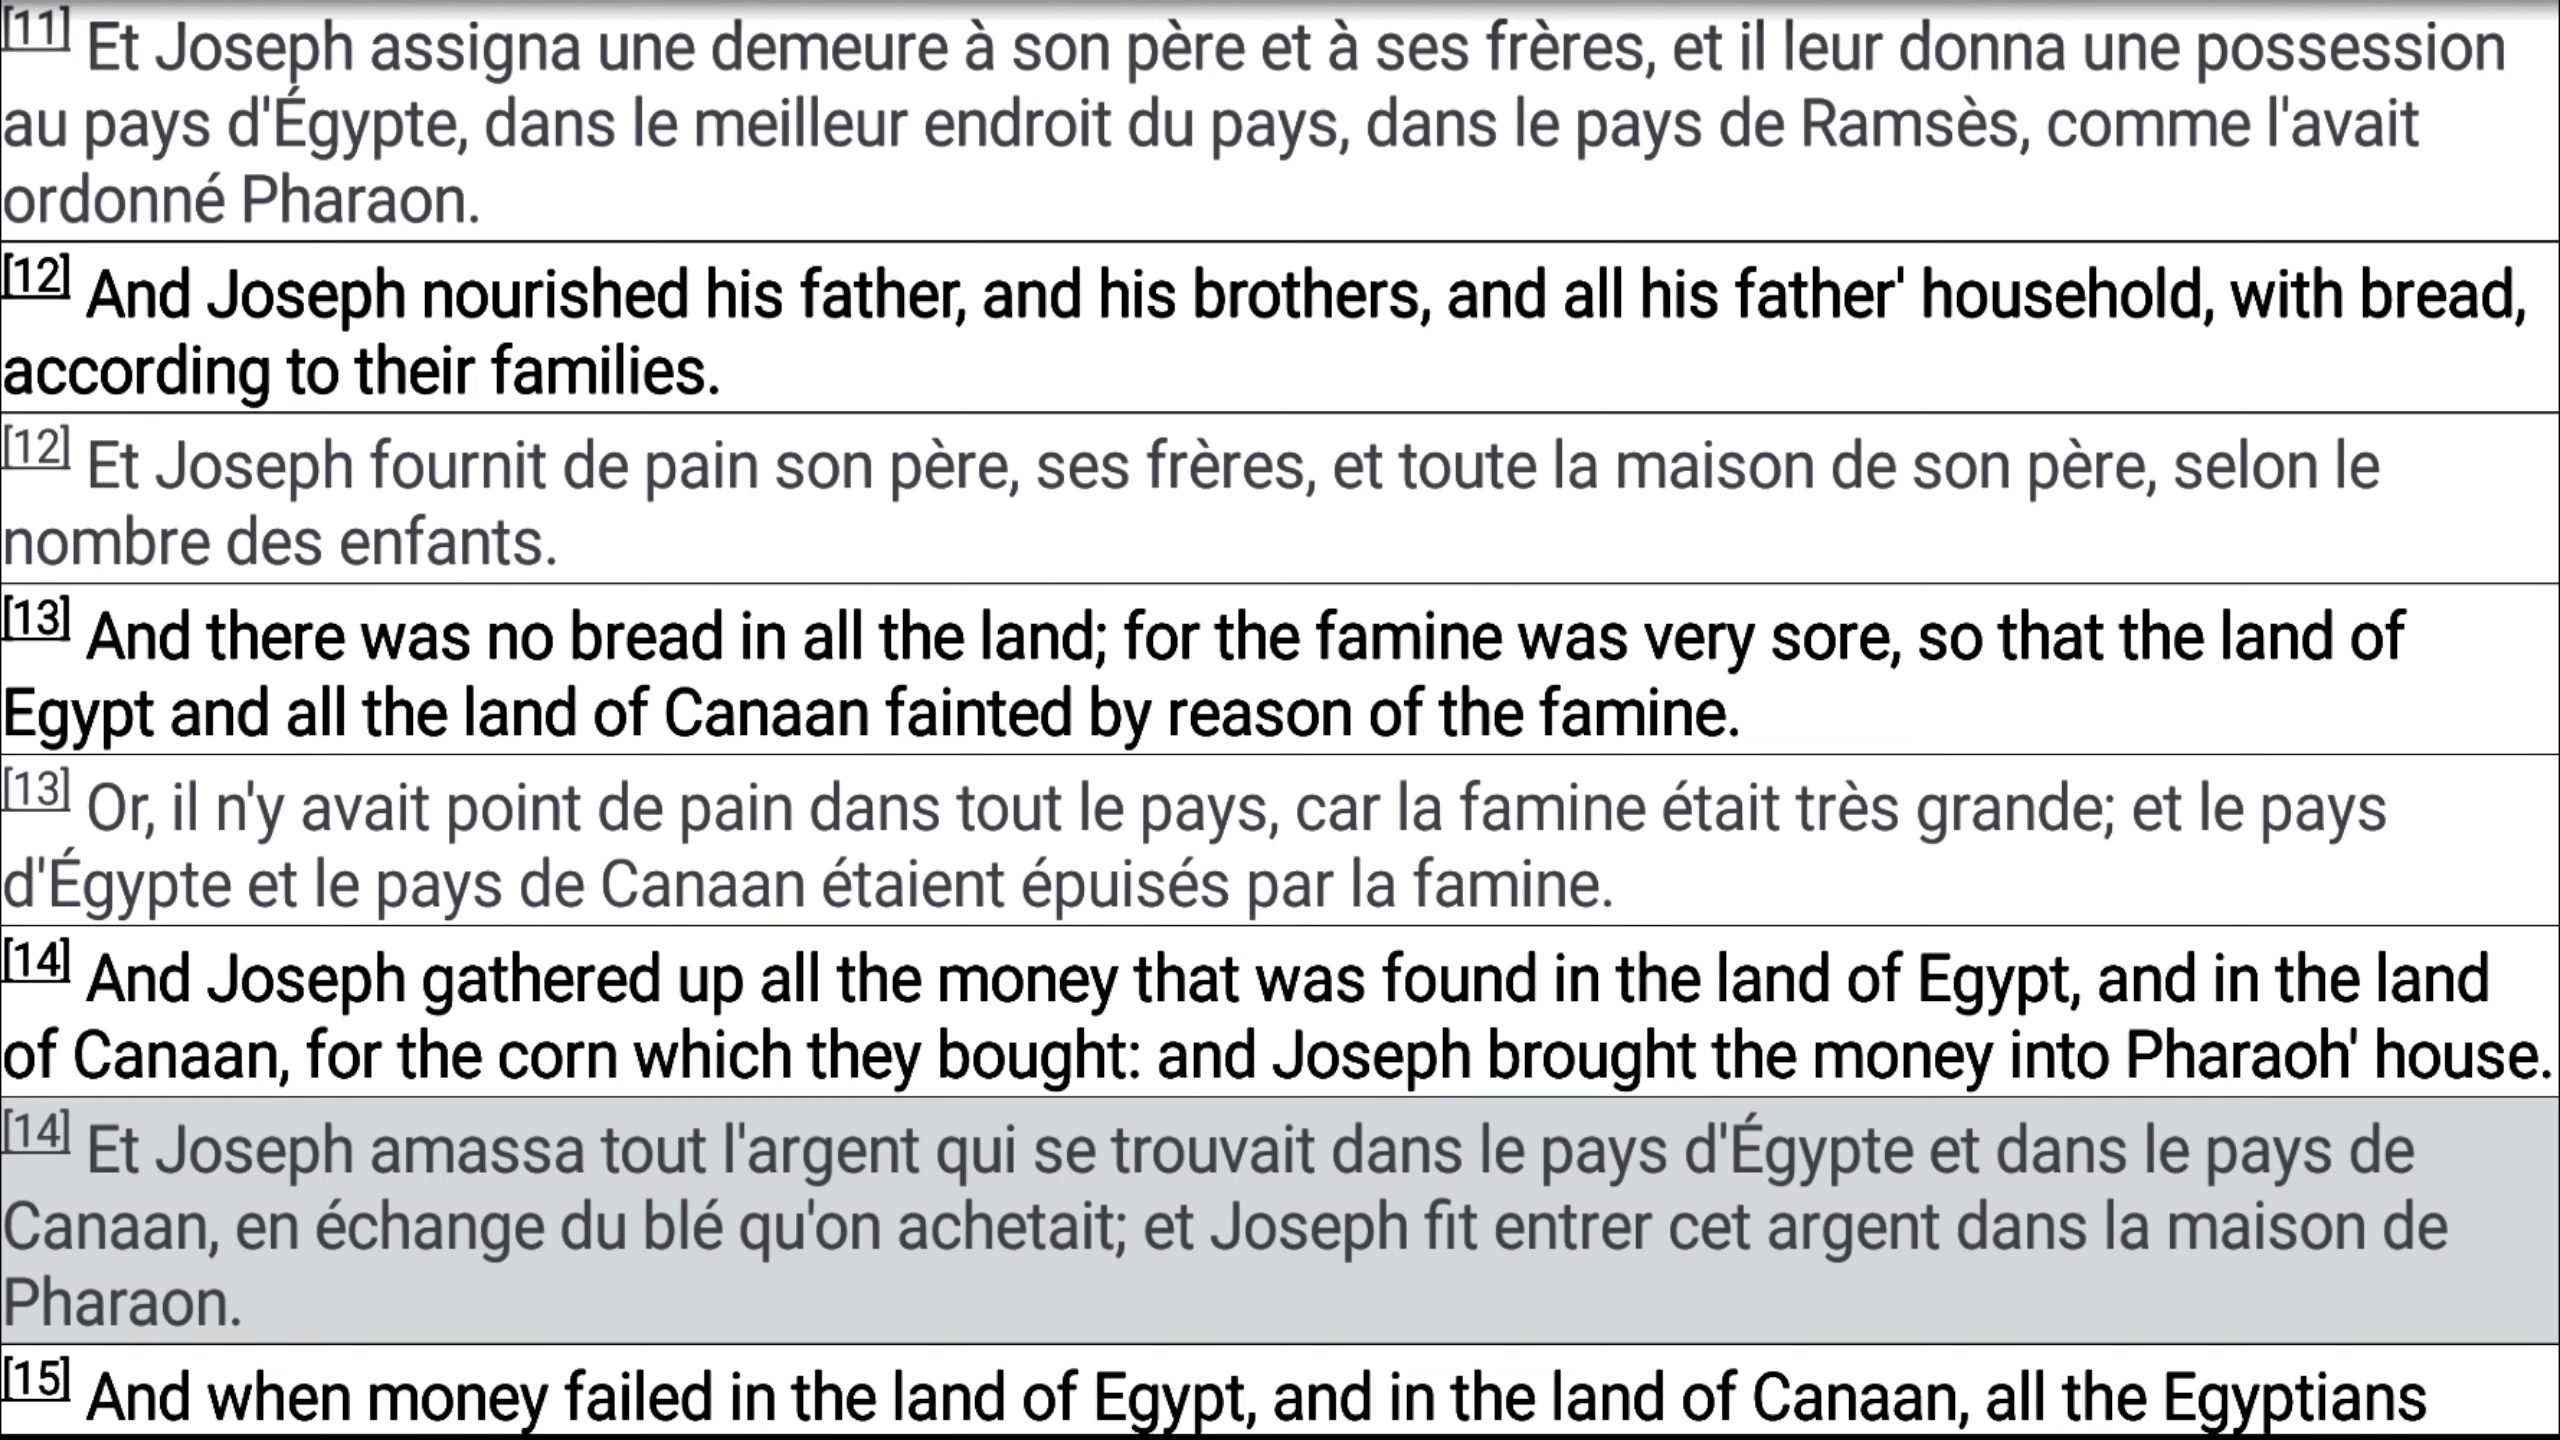 [11] Et Joseph assigna une demeure à son père et à ses frères, et il leur donna une possession
au pays d'Égypte, dans le meilleur endroit du pays, dans le pays de Ramsès, comme l'avait
ordonné Pharaon.
[12] And Joseph nourished his father, and his brothers, and all his father' household, with bread,
according to their families.
[12] Et Joseph fournit de pain son père, ses frères, et toute la maison de son père, selon le
nombre des enfants.
[13] And there was no bread in all the land; for the famine was very sore, so that the land of
Egypt and all the land of Canaan fainted by reason of the famine.
[13] Or, il n'y avait point de pain dans tout le pays, car la famine était très grande; et le pays
d'Égypte et le pays de Canaan étaient épuisés par la famine.
[14] And Joseph gathered up all the money that was found in the land of Egypt, and in the land
of Canaan, for the corn which they bought: and Joseph brought the money into Pharaoh' house.
[14] Et Joseph amassa tout l'argent qui se trouvait dans le pays d'Égypte et dans le pays de
Canaan, en échange du blé qu'on achetait; et Joseph fit entrer cet argent dans la maison de
Pharaon.
[15] And when money failed in the land of Egypt, and in the land of Canaan, all the Egyptians